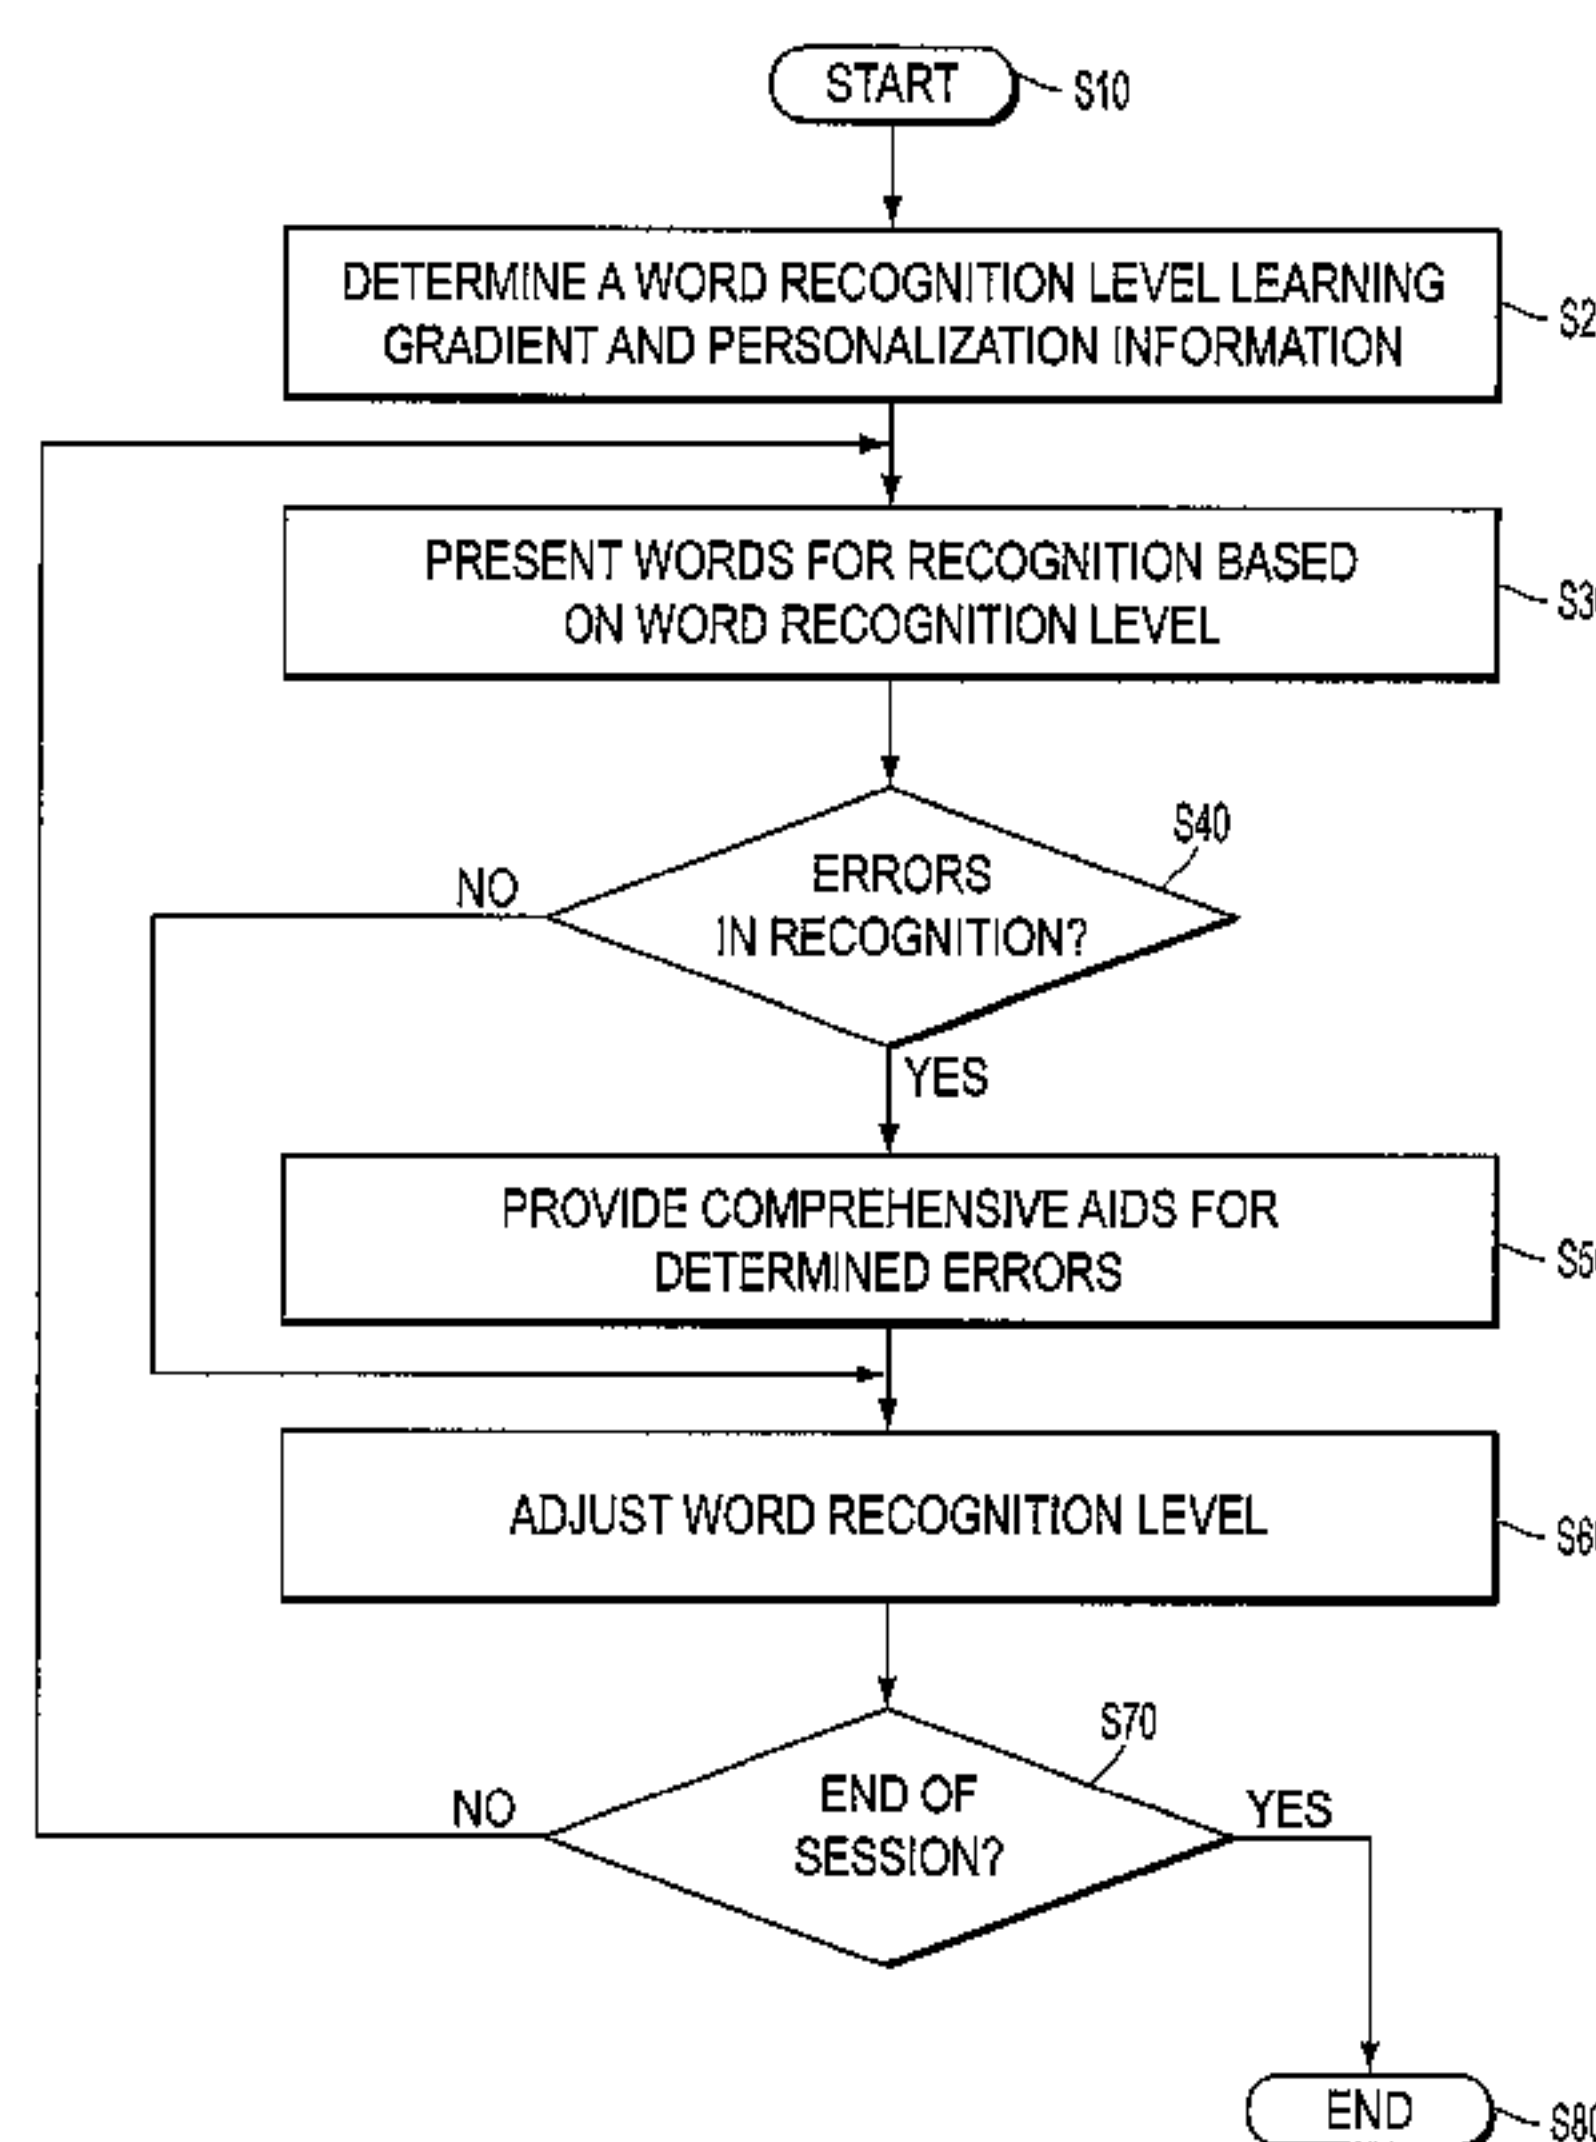 START
S10
DETERMINE A WORD RECOGNITION LEVEL LEARNING
GRADIENT AND PERSONALIZATION INFORMATION
PRESENT WORDS FOR RECOGNITION BASED
ON WORD RECOGNITION LEVEL
S40
ERRORS
IN RECOGNITION?
NO
YES
PROVIDE COMPREHENSIVE AIDS FOR
DETERMINED ERRORS
ADJUST WORD RECOGNITION LEVEL
S70
END OF
SESSION?
NO
YES
END
S80